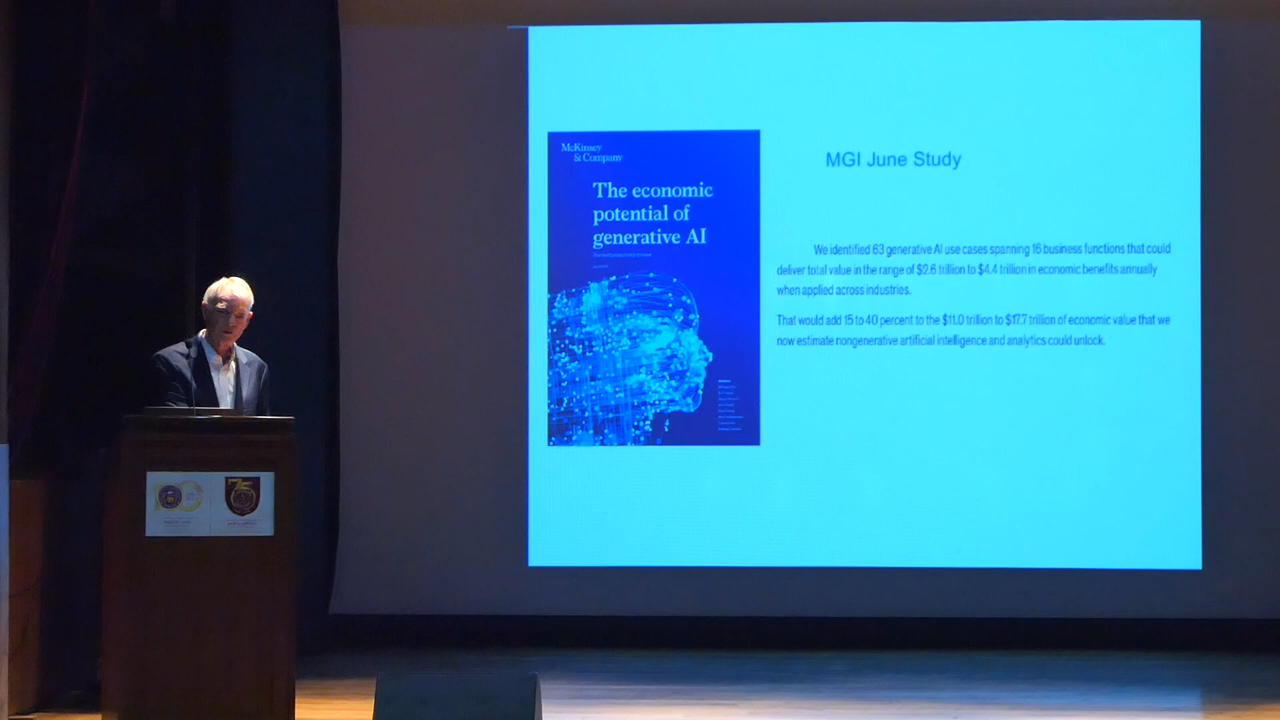 McKinsey
& Company
The economic
potential of
generative AI
MGI June Study
We identified 63 generative AI use cases spanning 16 business functions that could
deliver total value in the range of $2.6 trillion to $4.4 trillion in economic benefits annually
when applied across industries.
That would add 15 to 40 percent to the $11.0 trillion to $17.7 trillion of economic value that we
now estimate nongenerative artificial intelligence and analytics could unlock.
75